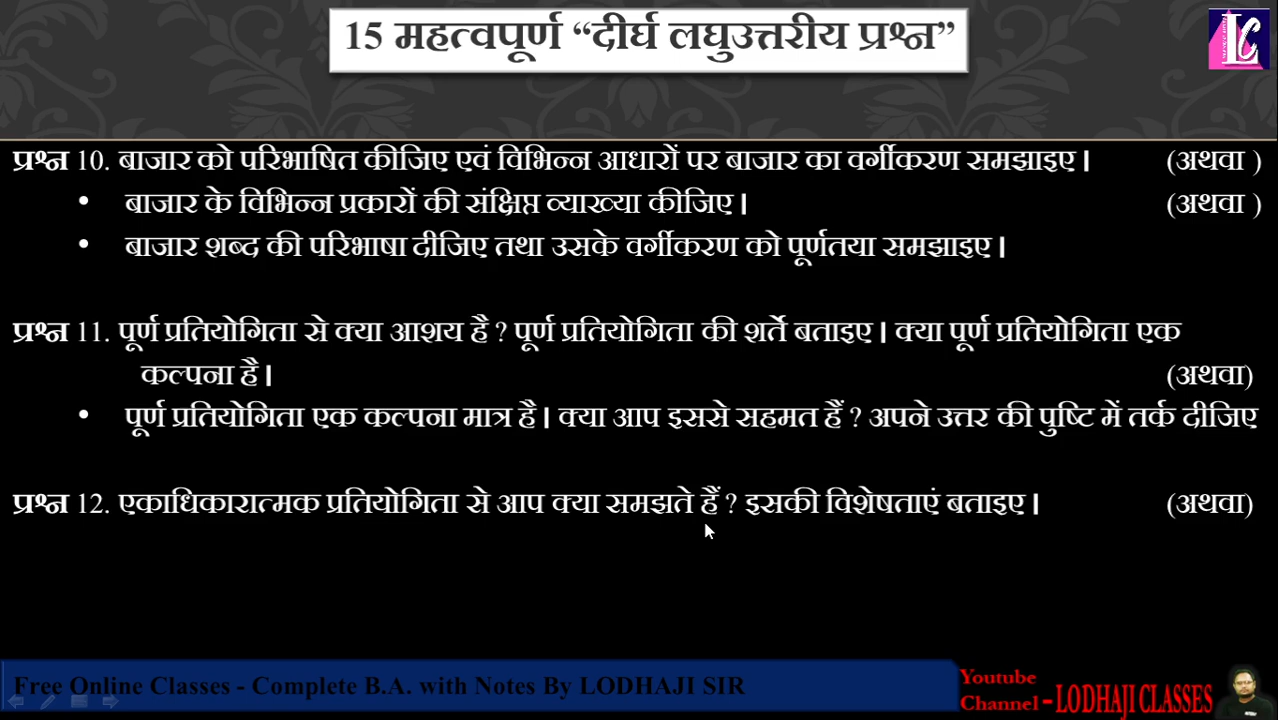 15 महत्वपूर्ण “दीर्घ लघुउत्तरीय प्रश्न”
LC
प्रश्न 10. बाजार को परिभाषित कीजिए एवं विभिन्न आधारों पर बाजार का वर्गीकरण समझाइए । (अथवा )
• बाजार के विभिन्न प्रकारों की संक्षिप्त व्याख्या कीजिए । (अथवा )
• बाजार शब्द की परिभाषा दीजिए तथा उसके वर्गीकरण को पूर्णतया समझाइए ।
प्रश्न 11. पूर्ण प्रतियोगिता से क्या आशय है ? पूर्ण प्रतियोगिता की शर्ते बताइए । क्या पूर्ण प्रतियोगिता एक
कल्पना है । (अथवा)
• पूर्ण प्रतियोगिता एक कल्पना मात्र है । क्या आप इससे सहमत हैं ? अपने उत्तर की पुष्टि में तर्क दीजिए
प्रश्न 12. एकाधिकारात्मक प्रतियोगिता से आप क्या समझते हैं ? इसकी विशेषताएं बताइए । (अथवा)
Free Online Classes - Complete B.A. with Notes By LODHAJI SIR
Youtube
Channel - LODHAJI CLASSES